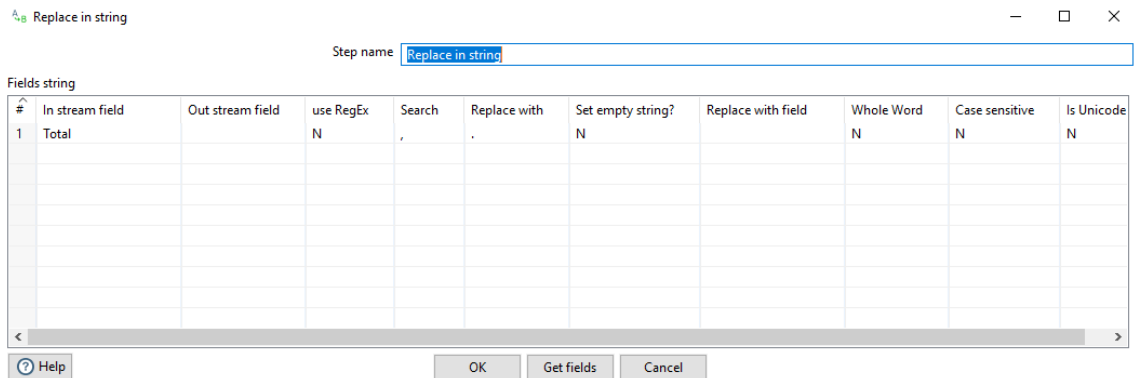 Replace in string
Step name Replace in string
Fields string
# In stream field Out stream field use RegEx Search Replace with Set empty string? Replace with field Whole Word Case sensitive Is Unicode
1 Total N , . N N N N
Help OK Get fields Cancel